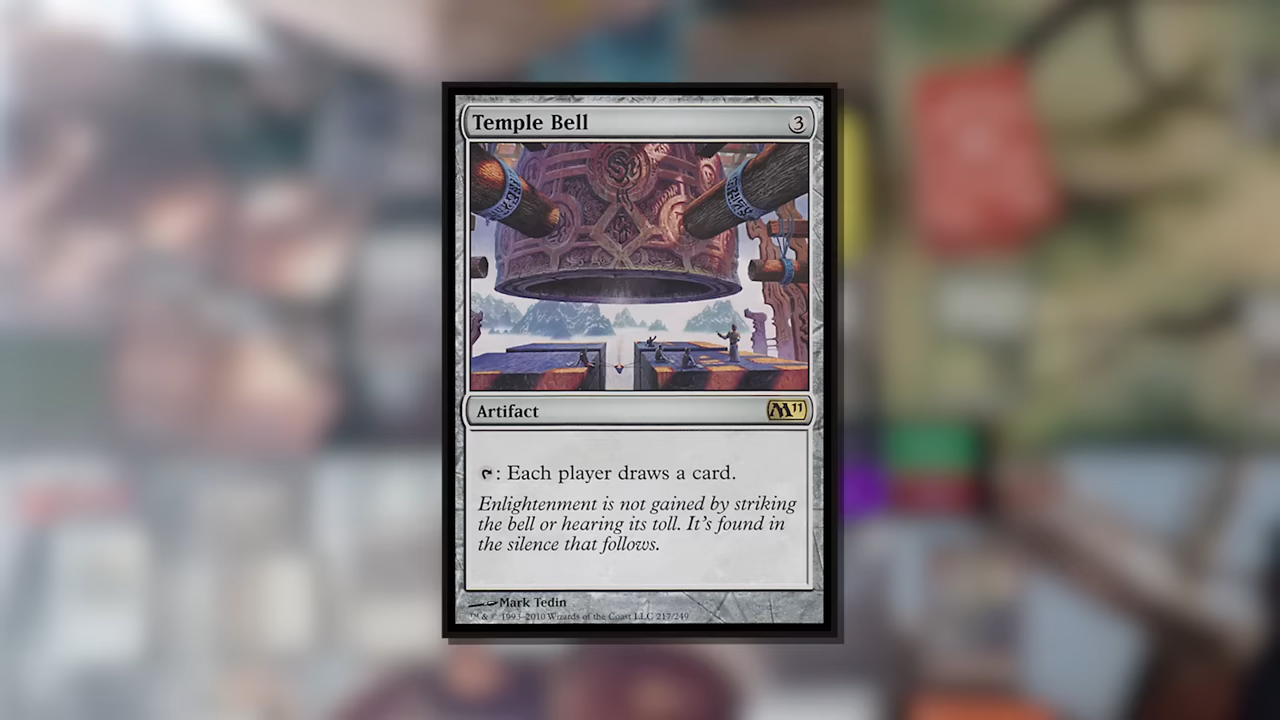 Temple Bell 3
Artifact M11
: Each player draws a card.
Enlightenment is not gained by striking
the bell or hearing its toll. It's found in
the silence that follows.
Mark Tedin
™ & © 1993–2010 Wizards of the Coast LLC 217/249